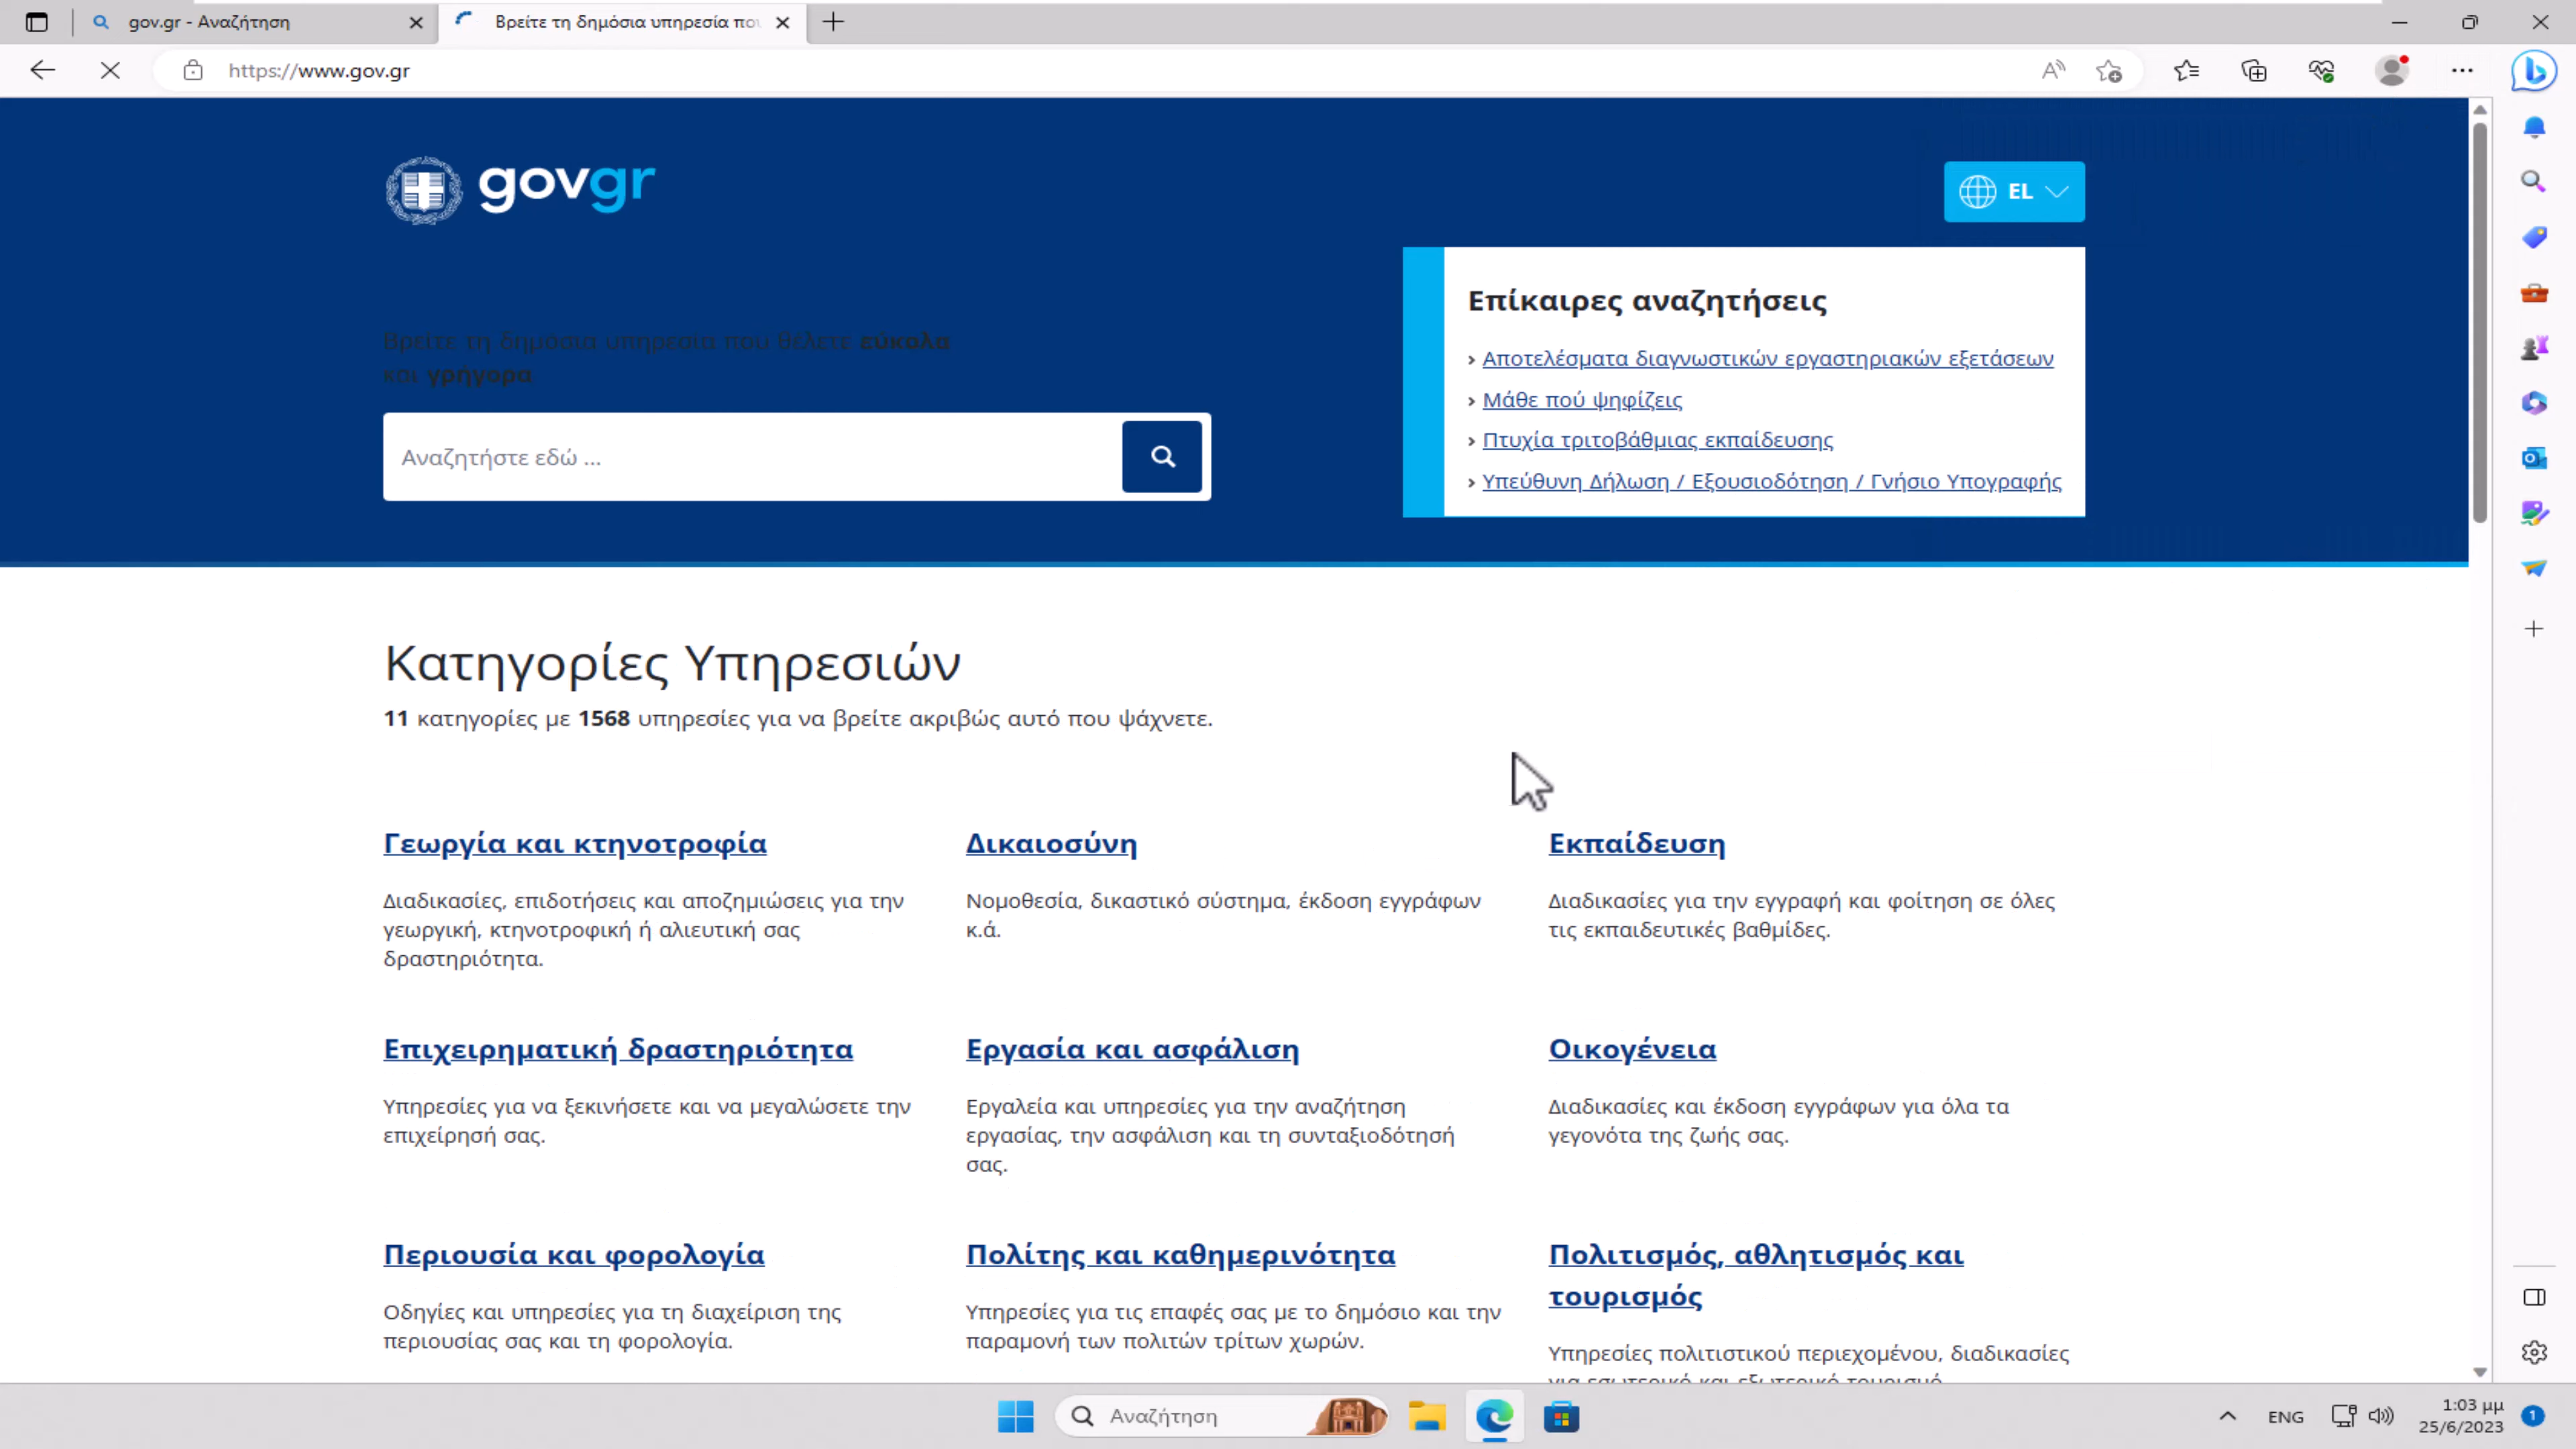 gov.gr - Αναζήτηση
Βρείτε τη δημόσια υπηρεσία που
https://www.gov.gr
govgr
EL
Βρείτε τη δημόσια υπηρεσία που θέλετε εύκολα
και γρήγορα
Αναζητήστε εδώ ...
Επίκαιρες αναζητήσεις
› Αποτελέσματα διαγνωστικών εργαστηριακών εξετάσεων
› Μάθε πού ψηφίζεις
› Πτυχία τριτοβάθμιας εκπαίδευσης
› Υπεύθυνη Δήλωση / Εξουσιοδότηση / Γνήσιο Υπογραφής
Κατηγορίες Υπηρεσιών
11 κατηγορίες με 1568 υπηρεσίες για να βρείτε ακριβώς αυτό που ψάχνετε.
Γεωργία και κτηνοτροφία
Διαδικασίες, επιδοτήσεις και αποζημιώσεις για την
γεωργική, κτηνοτροφική ή αλιευτική σας
δραστηριότητα.
Δικαιοσύνη
Νομοθεσία, δικαστικό σύστημα, έκδοση εγγράφων
κ.ά.
Εκπαίδευση
Διαδικασίες για την εγγραφή και φοίτηση σε όλες
τις εκπαιδευτικές βαθμίδες.
Επιχειρηματική δραστηριότητα
Υπηρεσίες για να ξεκινήσετε και να μεγαλώσετε την
επιχείρησή σας.
Εργασία και ασφάλιση
Εργαλεία και υπηρεσίες για την αναζήτηση
εργασίας, την ασφάλιση και τη συνταξιοδότησή
σας.
Οικογένεια
Διαδικασίες και έκδοση εγγράφων για όλα τα
γεγονότα της ζωής σας.
Περιουσία και φορολογία
Οδηγίες και υπηρεσίες για τη διαχείριση της
περιουσίας σας και τη φορολογία.
Πολίτης και καθημερινότητα
Υπηρεσίες για τις επαφές σας με το δημόσιο και την
παραμονή των πολιτών τρίτων χωρών.
Πολιτισμός, αθλητισμός και
τουρισμός
Υπηρεσίες πολιτιστικού περιεχομένου, διαδικασίες
για εσωτερικό και εξωτερικό τουρισμό
Αναζήτηση
ENG
1:03 μμ
25/6/2023
1